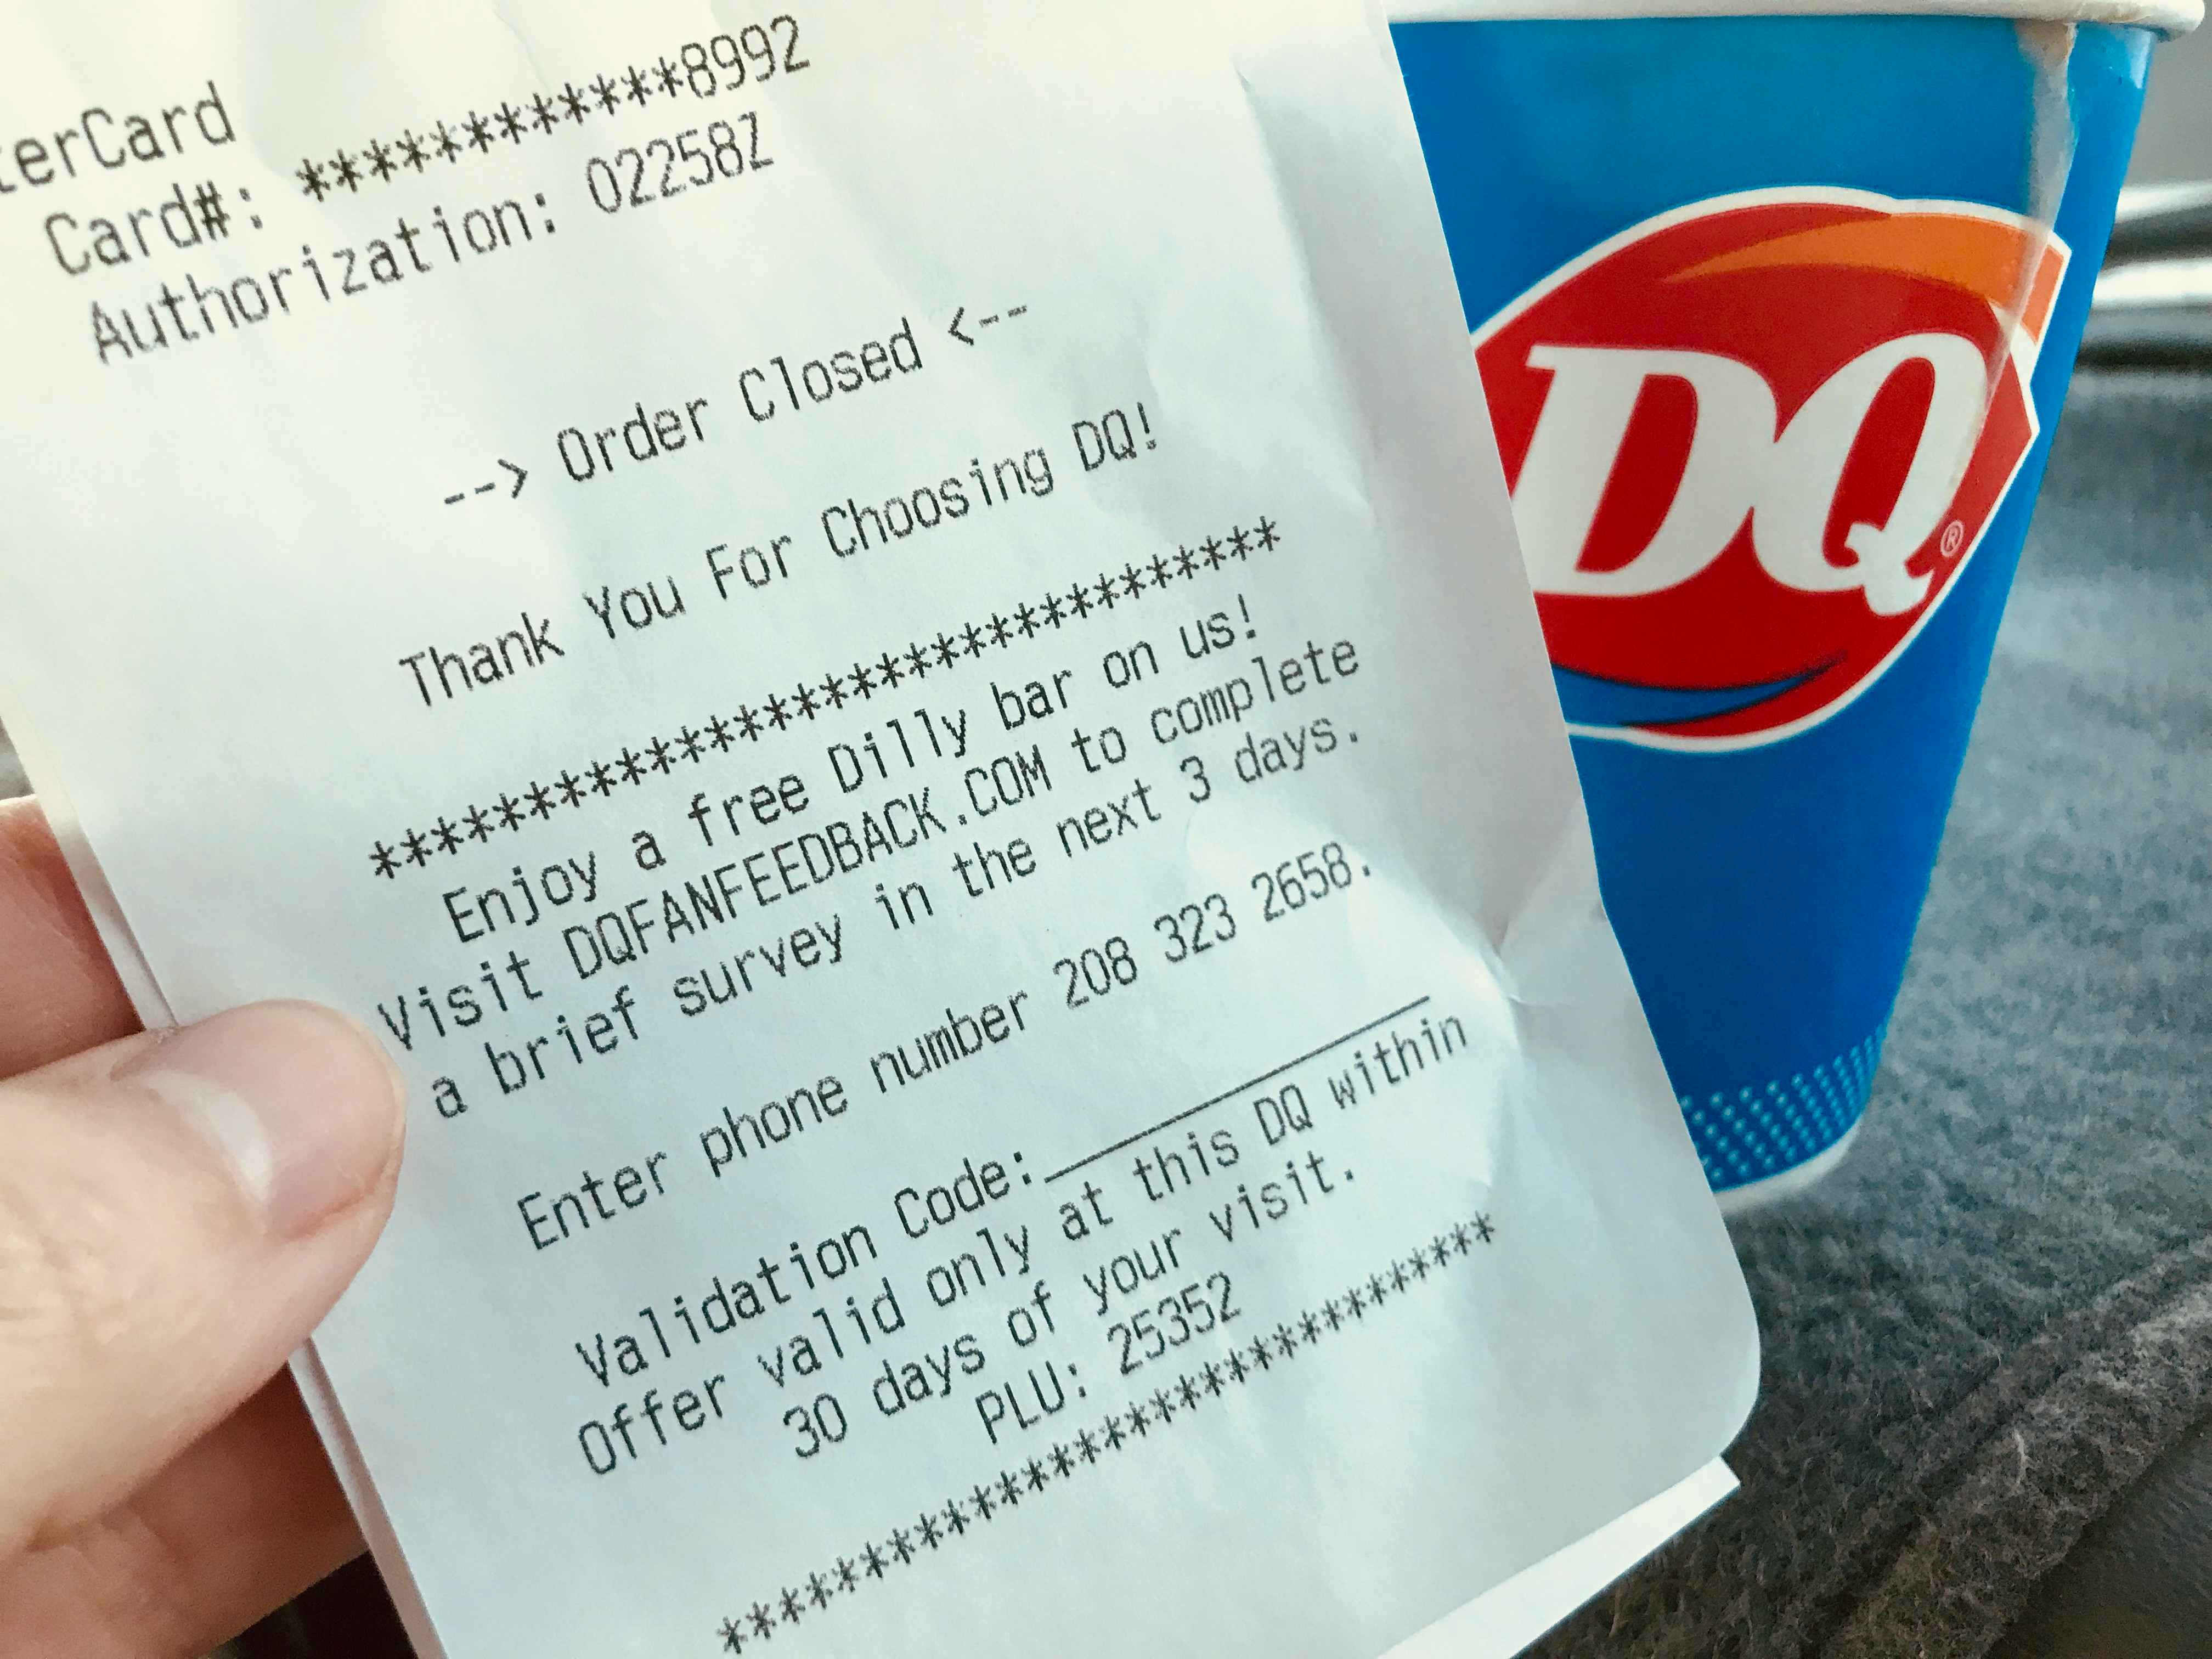 terCard
Card#: ************8992
Authorization: 02258Z
--> Order Closed <--
Thank You For Choosing DQ!
**********************************
Enjoy a free Dilly bar on us!
Visit DQFANFEEDBACK.COM to complete
a brief survey in the next 3 days.
Enter phone number 208 323 2658.
Validation Code:_______________
Offer valid only at this DQ within
30 days of your visit.
PLU: 25352
**********************************
DQ®